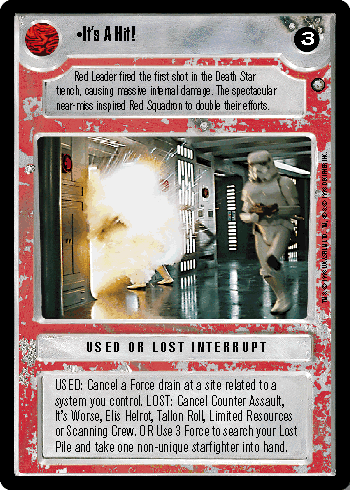 •It's A Hit!
3
Red Leader fired the first shot in the Death Star
trench, causing massive internal damage. The spectacular
near-miss inspired Red Squadron to double their efforts.
USED OR LOST INTERRUPT
USED: Cancel a Force drain at a site related to a
system you control. LOST: Cancel Counter Assault,
It's Worse, Elis Helrot, Tallon Roll, Limited Resources
or Scanning Crew. OR Use 3 Force to search your Lost
Pile and take one non-unique starfighter into hand.